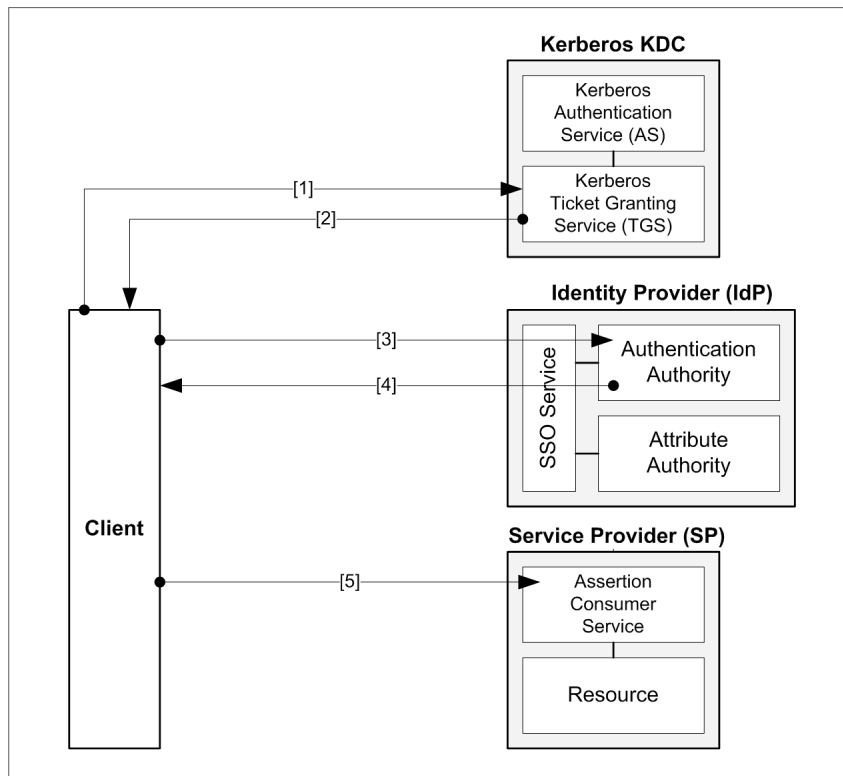 Kerberos KDC
Kerberos
Authentication
Service (AS)
[1]
Kerberos
Ticket Granting
Service (TGS)
[2]
Identity Provider (IdP)
[3]
Authentication
Authority
[4]
SSO Service
Attribute
Authority
Client
Service Provider (SP)
[5]
Assertion
Consumer
Service
Resource